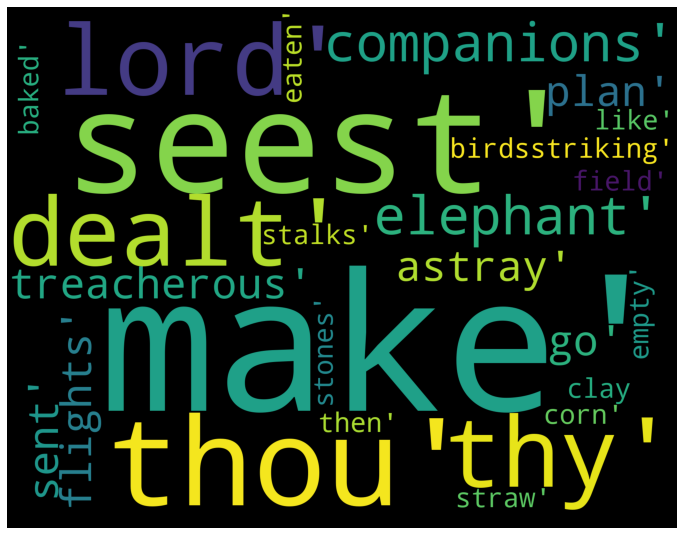 baked'
lord'
eaten'
companions'
plan'
like'
seest'
birdsstriking'
field'
dealt'
stalks'
elephant'
treacherous'
astray'
make'
stones'
go'
empty'
flights'
sent'
clay
corn'
then'
thou'
thy'
straw'